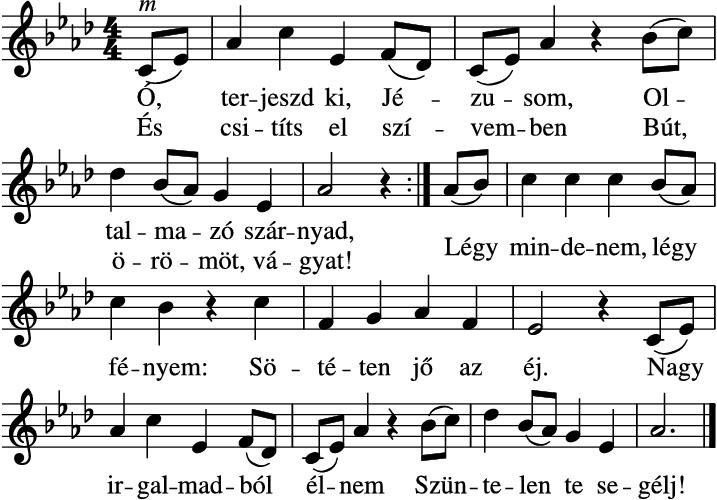 m
Ó, ter – jeszd ki, Jé – zu – som, Ol –
És csi – títs el szí – vem – ben Bút,
tal – ma – zó szár – nyad,
ö – rö – möt, vá – gyat!
Légy min – de – nem, légy
fé – nyem: Sö – té – ten jő az éj. Nagy
ir – gal – mad – ból él – nem Szün – te – len te se – gélj!